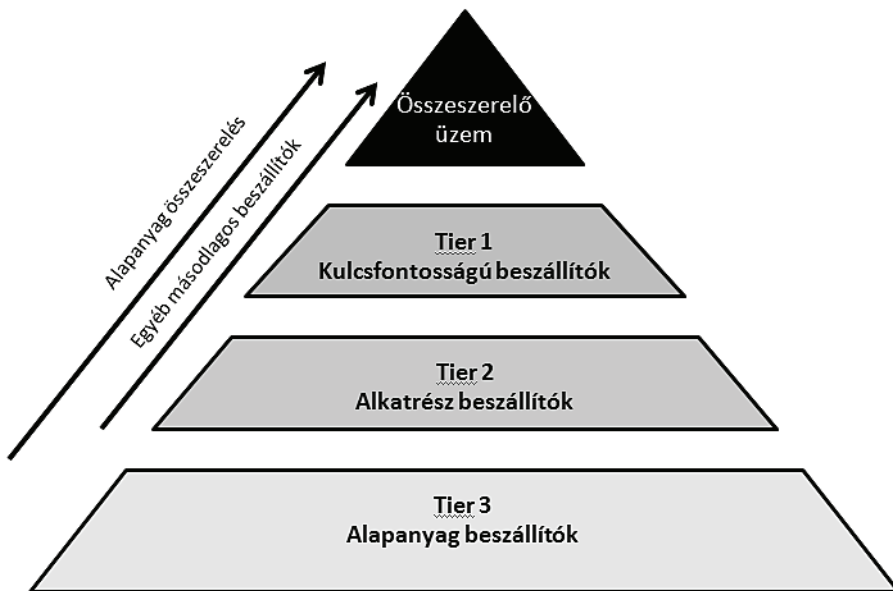 Összeszerelő
üzem
Alapanyag összeszerelés
Egyéb másodlagos beszállítók
Tier 1
Kulcsfontosságú beszállítók
Tier 2
Alkatrész beszállítók
Tier 3
Alapanyag beszállítók